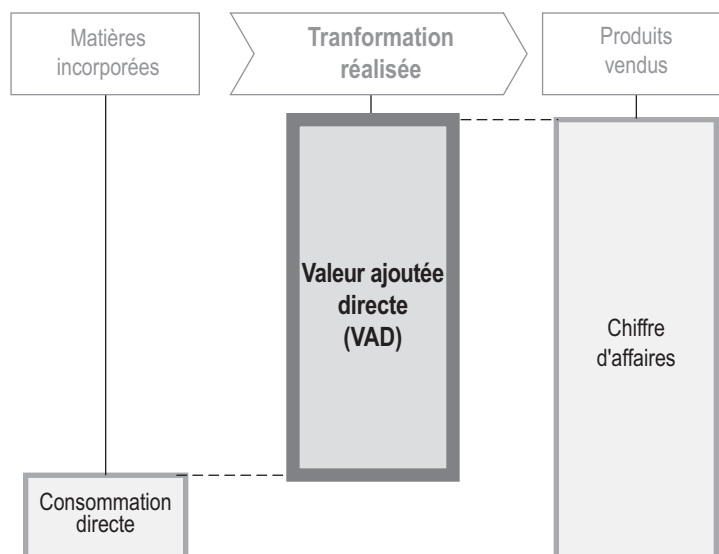 Matières
incorporées
Tranformation
réalisée
Produits
vendus
Valeur ajoutée
directe
(VAD)
Chiffre
d'affaires
Consommation
directe